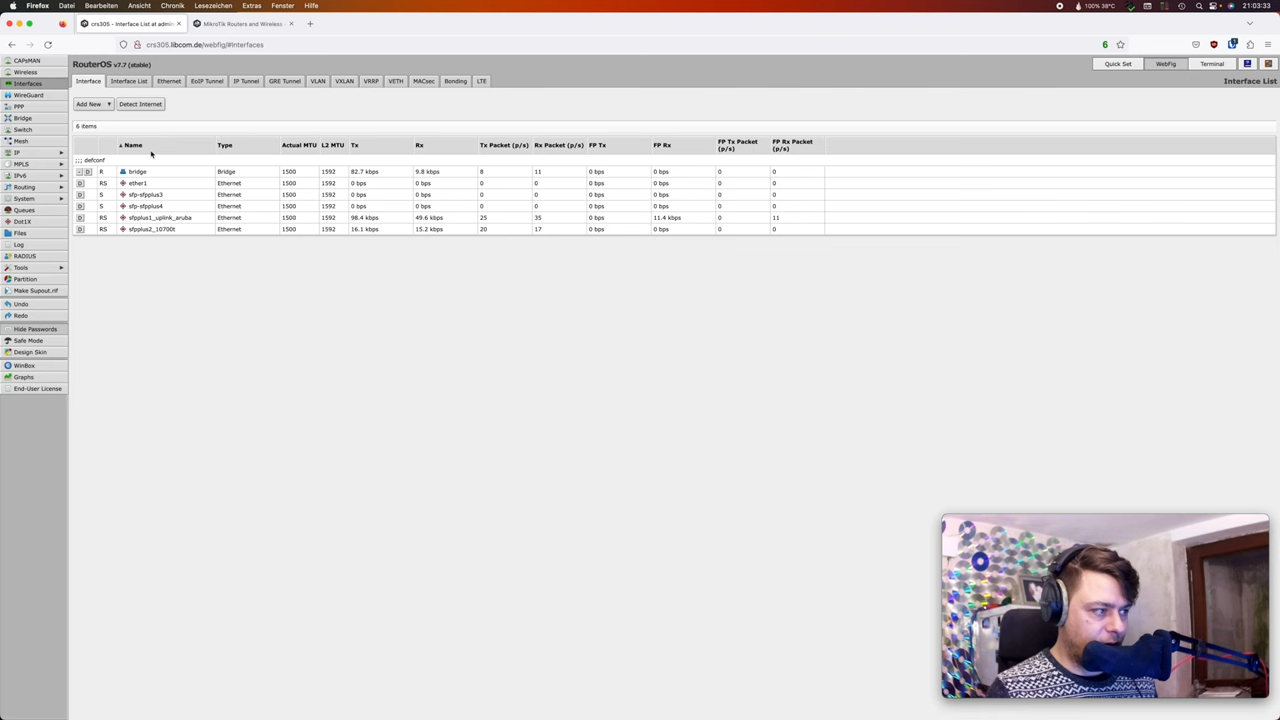 Firefox Datei Bearbeiten Ansicht Chronik Lesezeichen Extras Fenster Hilfe 100% 38°C 21:03:33
crs305 - Interface List at admin MikroTik Routers and Wireless
crs305.libcom.de/webfig/#Interfaces 6
CAPsMAN
Wireless
Interfaces
WireGuard
PPP
Bridge
Switch
Mesh
IP
MPLS
IPv6
Routing
System
Queues
Dot1X
Files
Log
RADIUS
Tools
Partition
Make Supout.rif
Undo
Redo
Hide Passwords
Safe Mode
Design Skin
WinBox
Graphs
End-User License
RouterOS v7.7 (stable) Quick Set WebFig Terminal
Interface Interface List Ethernet EoIP Tunnel IP Tunnel GRE Tunnel VLAN VXLAN VRRP VETH MACsec Bonding LTE Interface List
Add New Detect Internet
6 items
Name Type Actual MTU L2 MTU Tx Rx Tx Packet (p/s) Rx Packet (p/s) FP Tx FP Rx FP Tx Packet (p/s) FP Rx Packet (p/s)
;;; defconf
- D R bridge Bridge 1500 1592 82.7 kbps 9.8 kbps 8 11 0 bps 0 bps 0 0
D RS ether1 Ethernet 1500 1592 0 bps 0 bps 0 0 0 bps 0 bps 0 0
D S sfp-sfpplus3 Ethernet 1500 1592 0 bps 0 bps 0 0 0 bps 0 bps 0 0
D S sfp-sfpplus4 Ethernet 1500 1592 0 bps 0 bps 0 0 0 bps 0 bps 0 0
D RS sfpplus1_uplink_aruba Ethernet 1500 1592 98.4 kbps 49.6 kbps 25 35 0 bps 11.4 kbps 0 11
D RS sfpplus2_10700t Ethernet 1500 1592 16.1 kbps 15.2 kbps 20 17 0 bps 0 bps 0 0